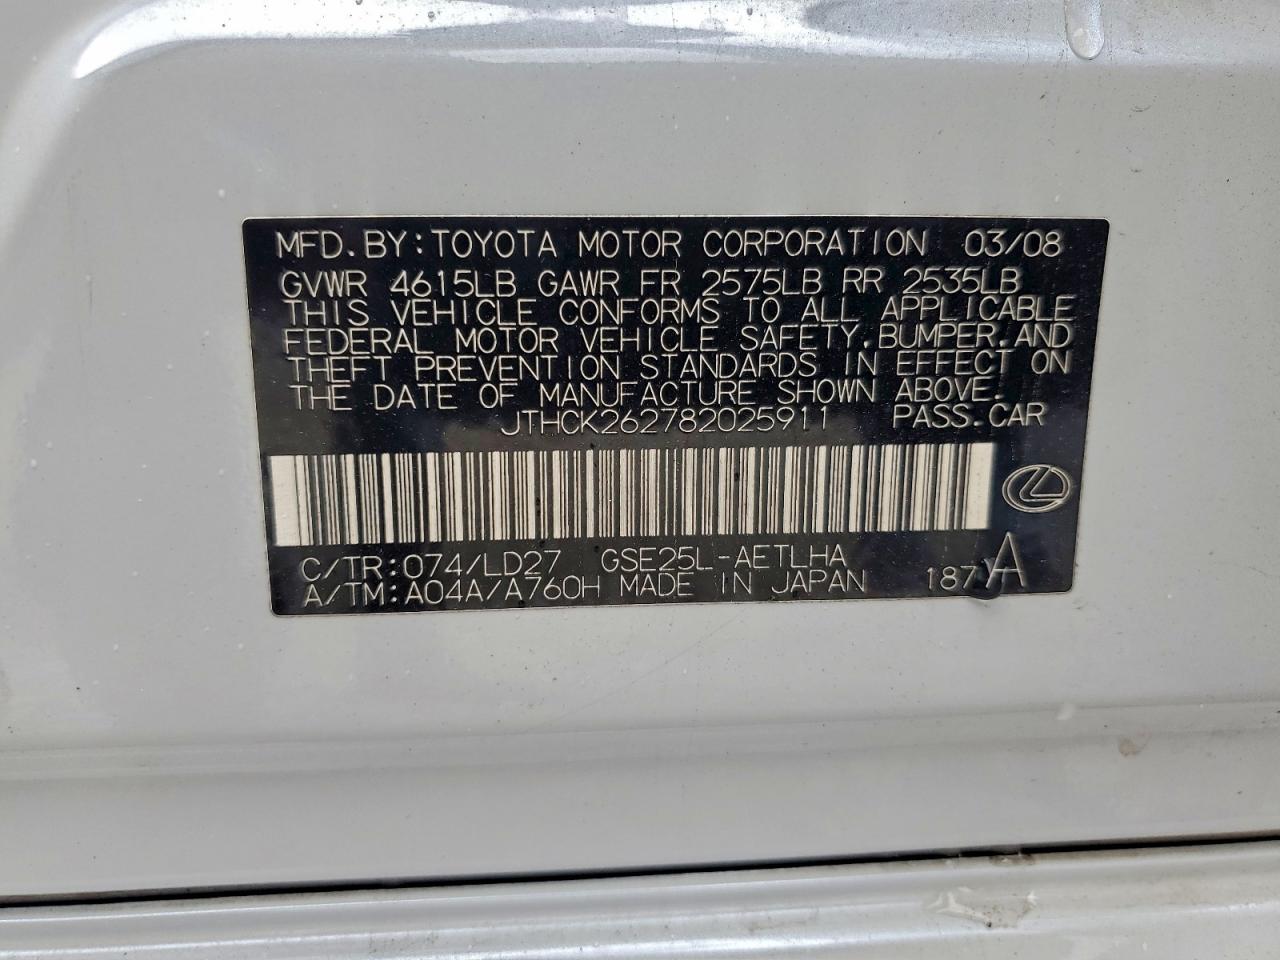 MFD.BY:TOYOTA MOTOR CORPORATION 03/08
GVWR 4615LB GAWR FR 2575LB RR 2535LB
THIS VEHICLE CONFORMS TO ALL APPLICABLE
FEDERAL MOTOR VEHICLE SAFETY,BUMPER,AND
THEFT PREVENTION STANDARDS IN EFFECT ON
THE DATE OF MANUFACTURE SHOWN ABOVE.
JTHCK262782025911 PASS.CAR
C/TR:074/LD27 GSE25L-AETLHA
A/TM:A04A/A760H MADE IN JAPAN 187 A